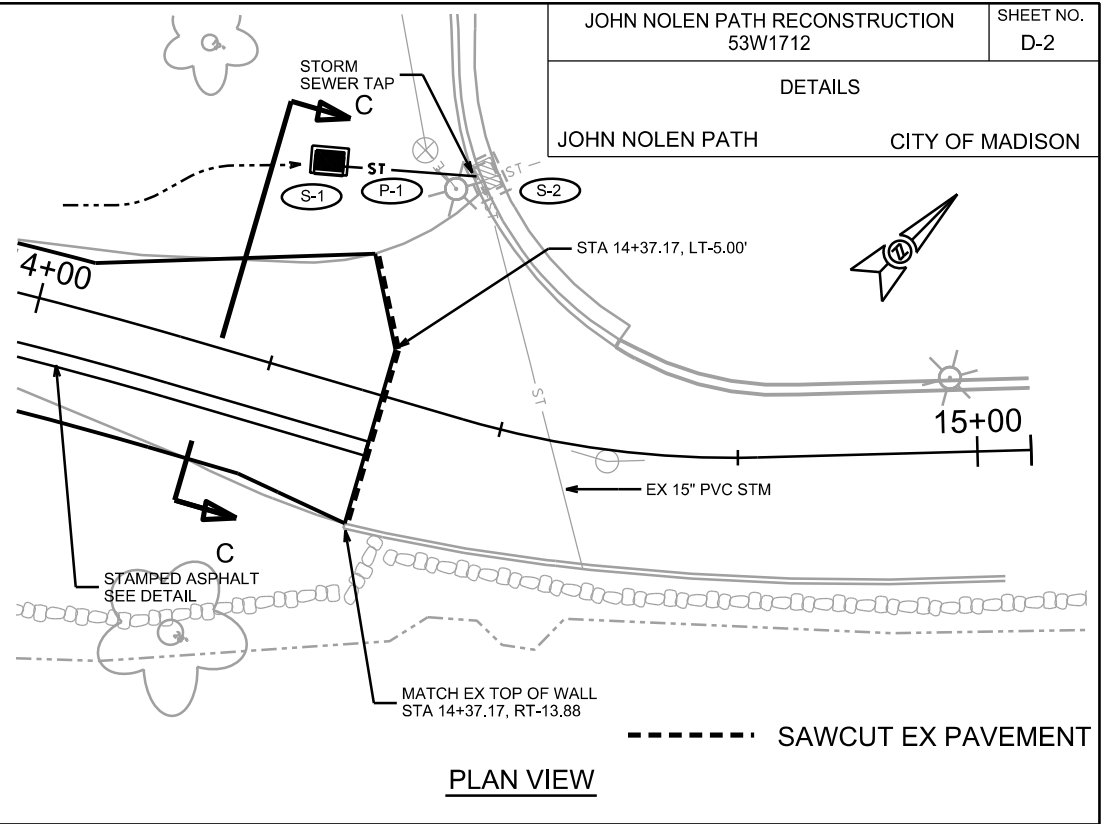 JOHN NOLEN PATH RECONSTRUCTION
53W1712
SHEET NO.
D-2
DETAILS
JOHN NOLEN PATH
CITY OF MADISON
STORM
SEWER TAP
C
ST
ST
S-1
P-1
S-2
ST
STA 14+37.17, LT-5.00'
4+00
N
ST
15+00
EX 15" PVC STM
C
STAMPED ASPHALT
SEE DETAIL
MATCH EX TOP OF WALL
STA 14+37.17, RT-13.88
SAWCUT EX PAVEMENT
PLAN VIEW